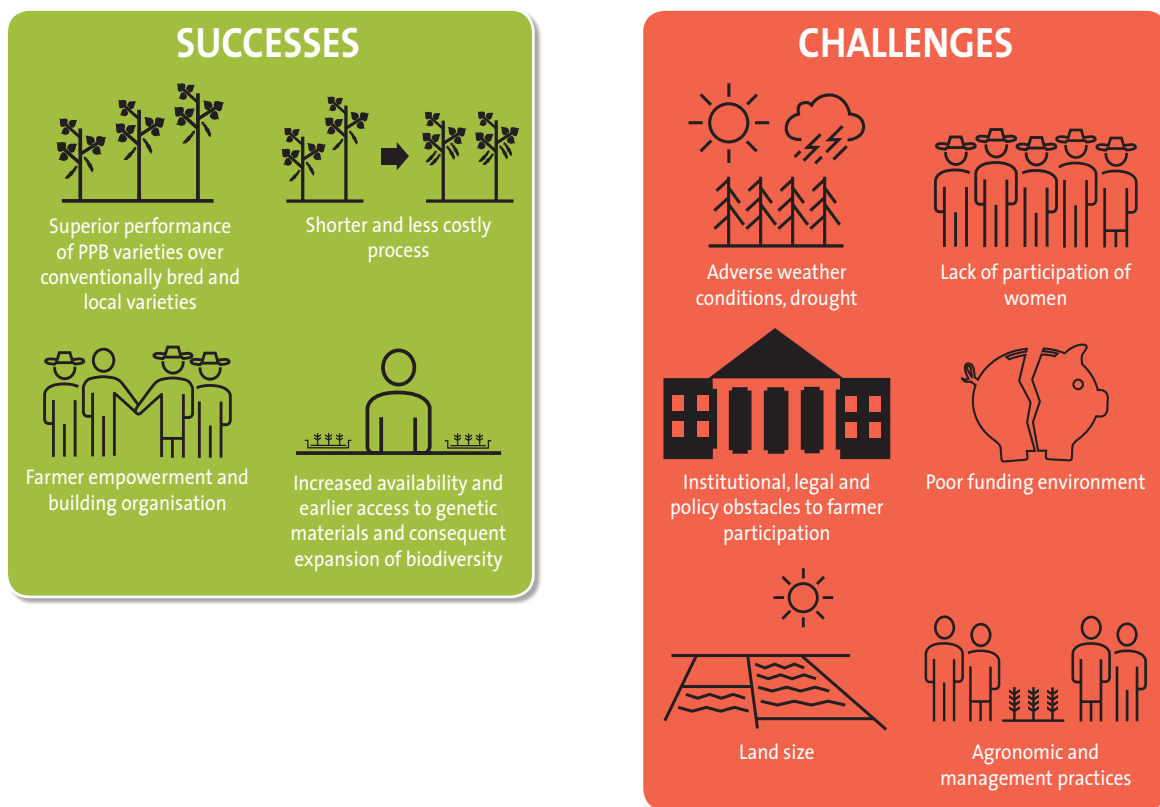 SUCCESSES
Superior performance
of PPB varieties over
conventionally bred and
local varieties
Shorter and less costly
process
Farmer empowerment and
building organisation
Increased availability and
earlier access to genetic
materials and consequent
expansion of biodiversity
CHALLENGES
Adverse weather
conditions, drought
Lack of participation of
women
Institutional, legal and
policy obstacles to farmer
participation
Poor funding environment
Land size
Agronomic and
management practices